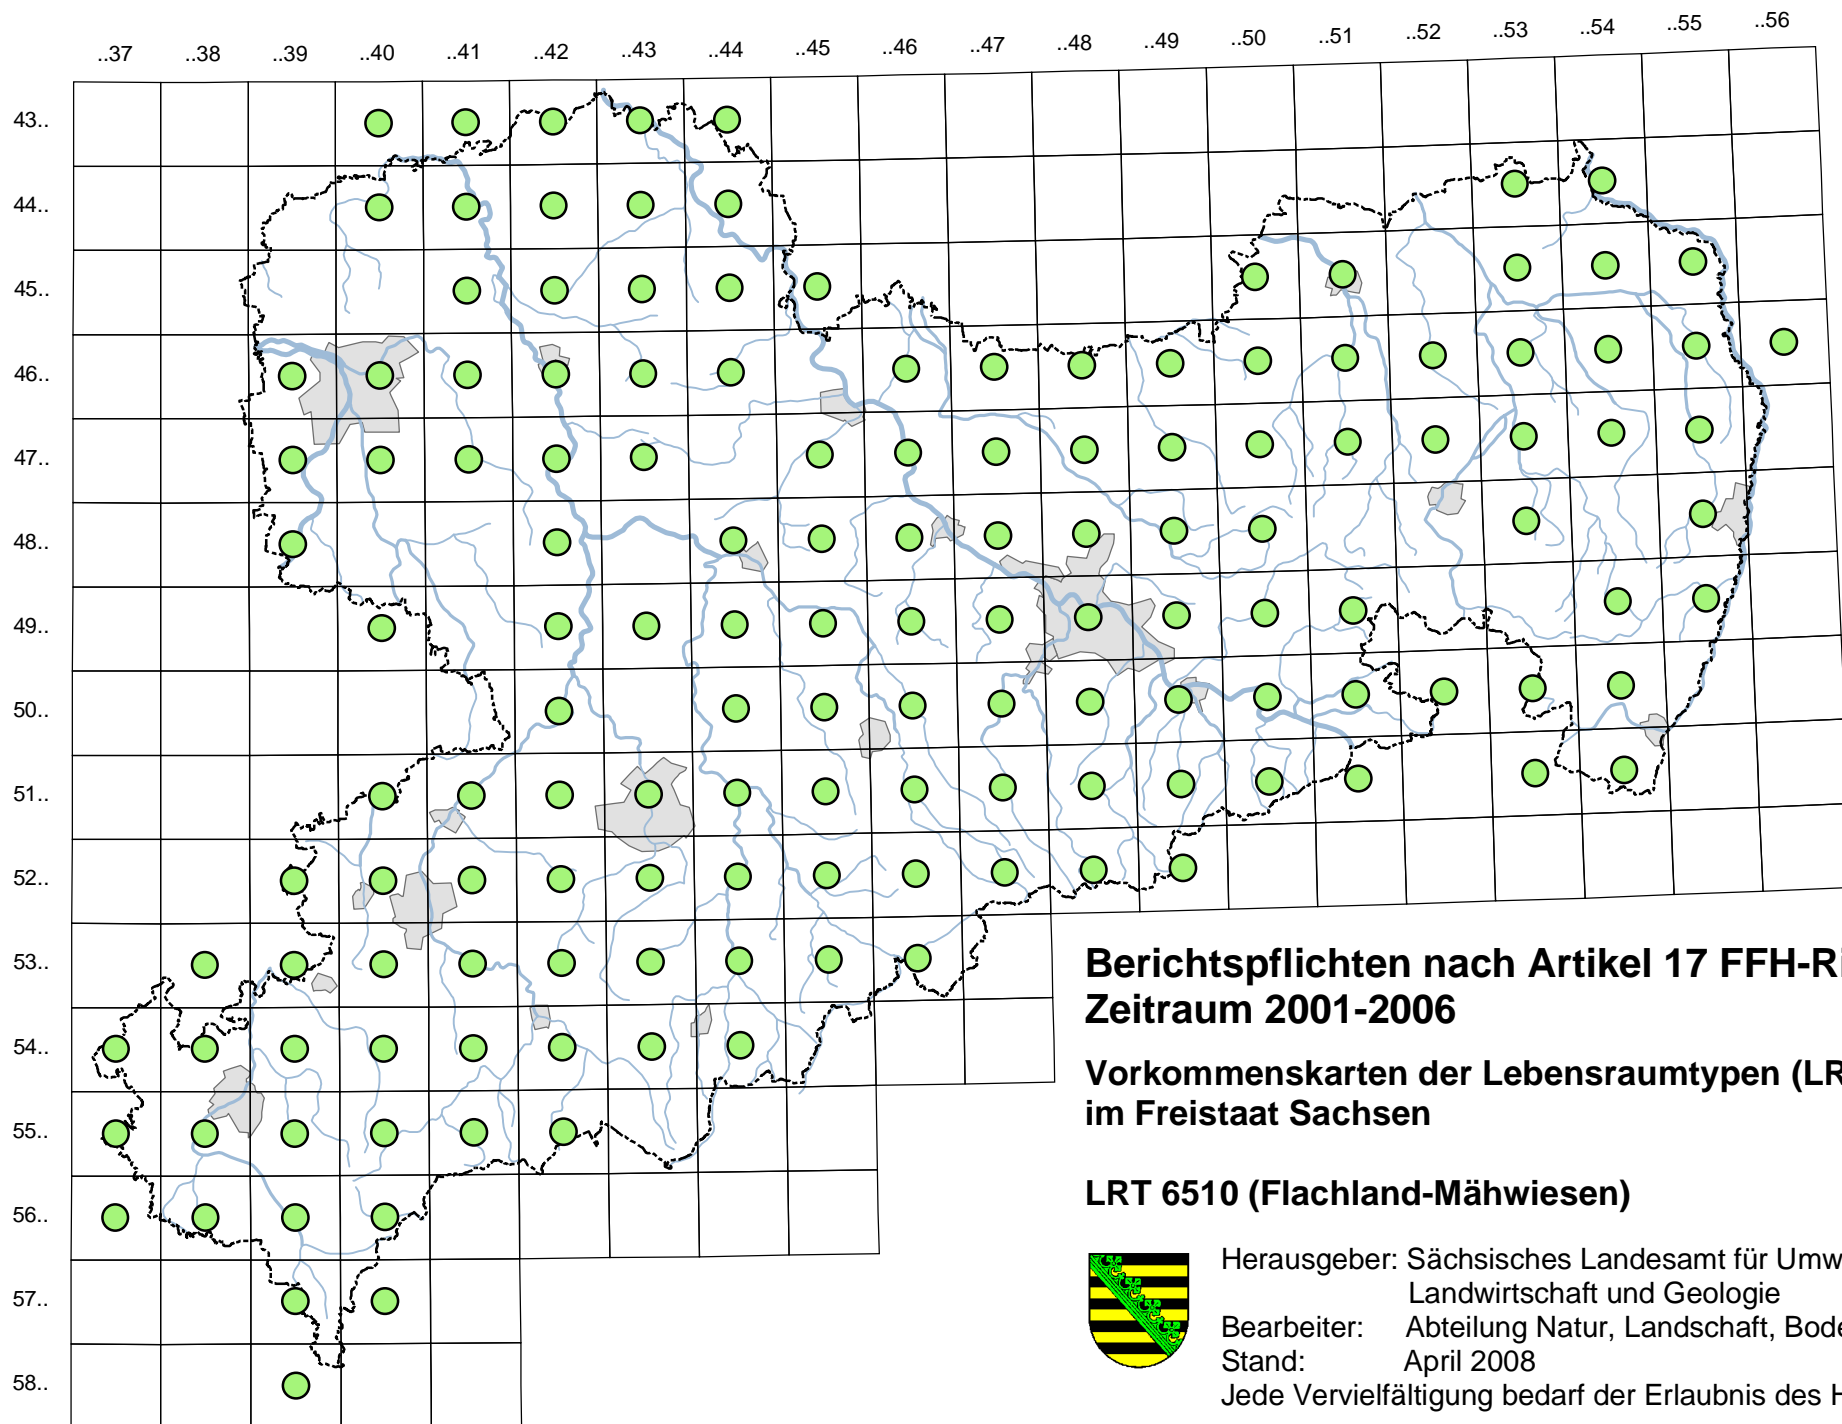 ..37 ..38 ..39 ..40 ..41 ..42 ..43 ..44 ..45 ..46 ..47 ..48 ..49 ..50 ..51 ..52 ..53 ..54 ..55 ..56
43..
44..
45..
46..
47..
48..
49..
50..
51..
52..
53..
54..
55..
56..
57..
58..
Berichtspflichten nach Artikel 17 FFH-Ri
Zeitraum 2001-2006
Vorkommenskarten der Lebensraumtypen (LR
im Freistaat Sachsen
LRT 6510 (Flachland-Mähwiesen)
Herausgeber: Sächsisches Landesamt für Umw
Landwirtschaft und Geologie
Bearbeiter: Abteilung Natur, Landschaft, Bode
Stand: April 2008
Jede Vervielfältigung bedarf der Erlaubnis des H